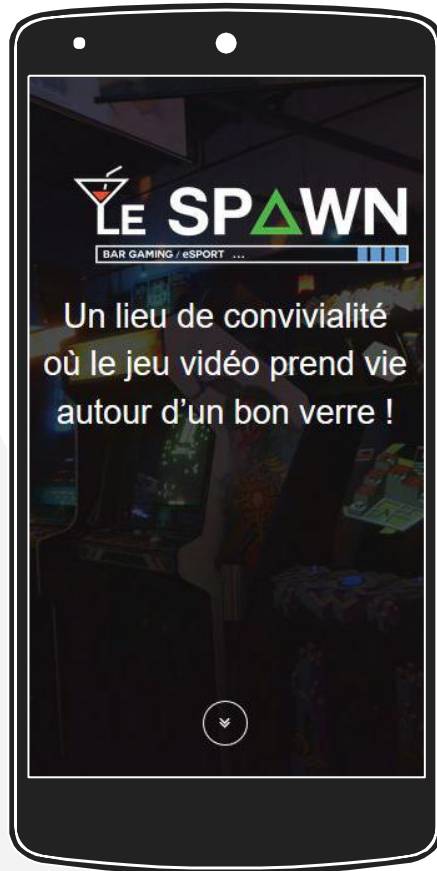 LE SPAWN
BAR GAMING / eSPORT ...
Un lieu de convivialité
où le jeu vidéo prend vie
autour d’un bon verre !